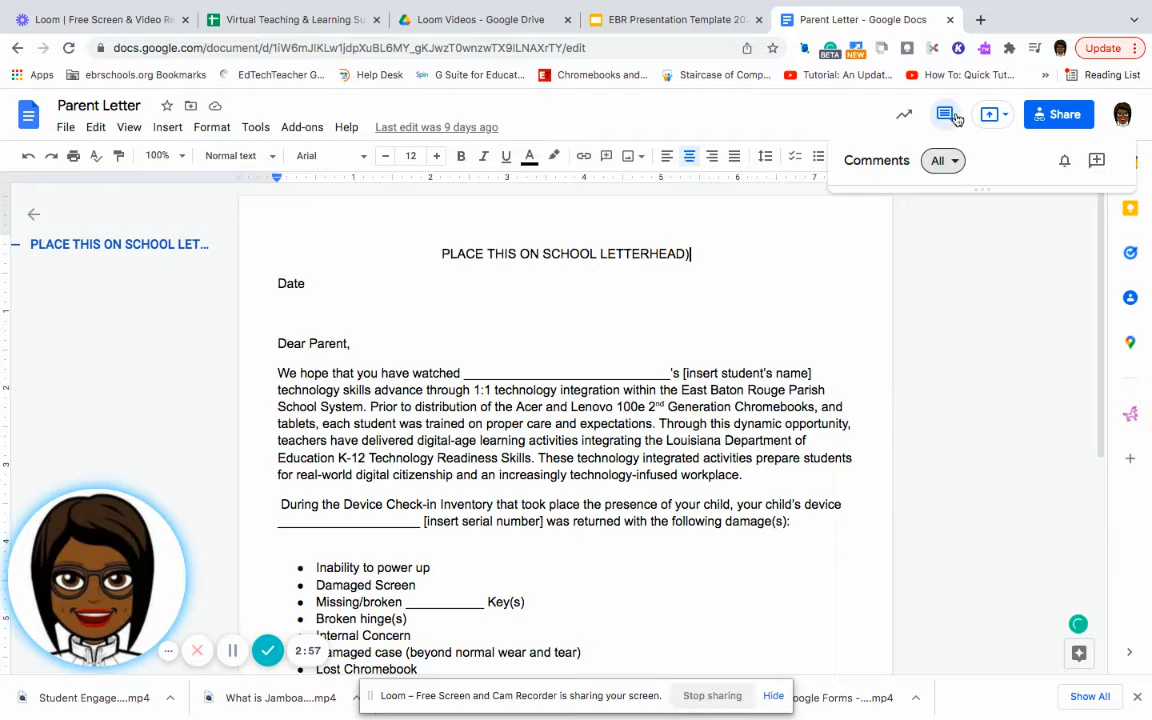 Loom | Free Screen & Video Re
Virtual Teaching & Learning Su
Loom Videos - Google Drive
EBR Presentation Template 20
Parent Letter - Google Docs
docs.google.com/document/d/1iW6mJIKLw1jdpXuBL6MY_gKJwzT0wnzwTX9ILNAXrTY/edit
BETA
NEW
Update
Apps
ebrschools.org Bookmarks
EdTechTeacher G...
Help Desk
G Suite for Educat...
Chromebooks and...
Staircase of Comp...
Tutorial: An Updat...
How To: Quick Tut...
Reading List
Parent Letter
Share
File Edit View Insert Format Tools Add-ons Help Last edit was 9 days ago
100% Normal text Arial 12 B I U A
Comments All
1 2 3 4 5 6 7
PLACE THIS ON SCHOOL LET...
PLACE THIS ON SCHOOL LETTERHEAD)
Date
Dear Parent,
We hope that you have watched ____________________________'s [insert student's name]
technology skills advance through 1:1 technology integration within the East Baton Rouge Parish
School System. Prior to distribution of the Acer and Lenovo 100e 2nd Generation Chromebooks, and
tablets, each student was trained on proper care and expectations. Through this dynamic opportunity,
teachers have delivered digital-age learning activities integrating the Louisiana Department of
Education K-12 Technology Readiness Skills. These technology integrated activities prepare students
for real-world digital citizenship and an increasingly technology-infused workplace.
During the Device Check-in Inventory that took place the presence of your child, your child's device
___________________ [insert serial number] was returned with the following damage(s):
• Inability to power up
• Damaged Screen
• Missing/broken __________ Key(s)
• Broken hinge(s)
Internal Concern
amaged case (beyond normal wear and tear)
Lost Chromebook
2:57
Student Engage....mp4
What is Jamboa....mp4
Loom – Free Screen and Cam Recorder is sharing your screen.
Stop sharing
Hide
oogle Forms -....mp4
Show All